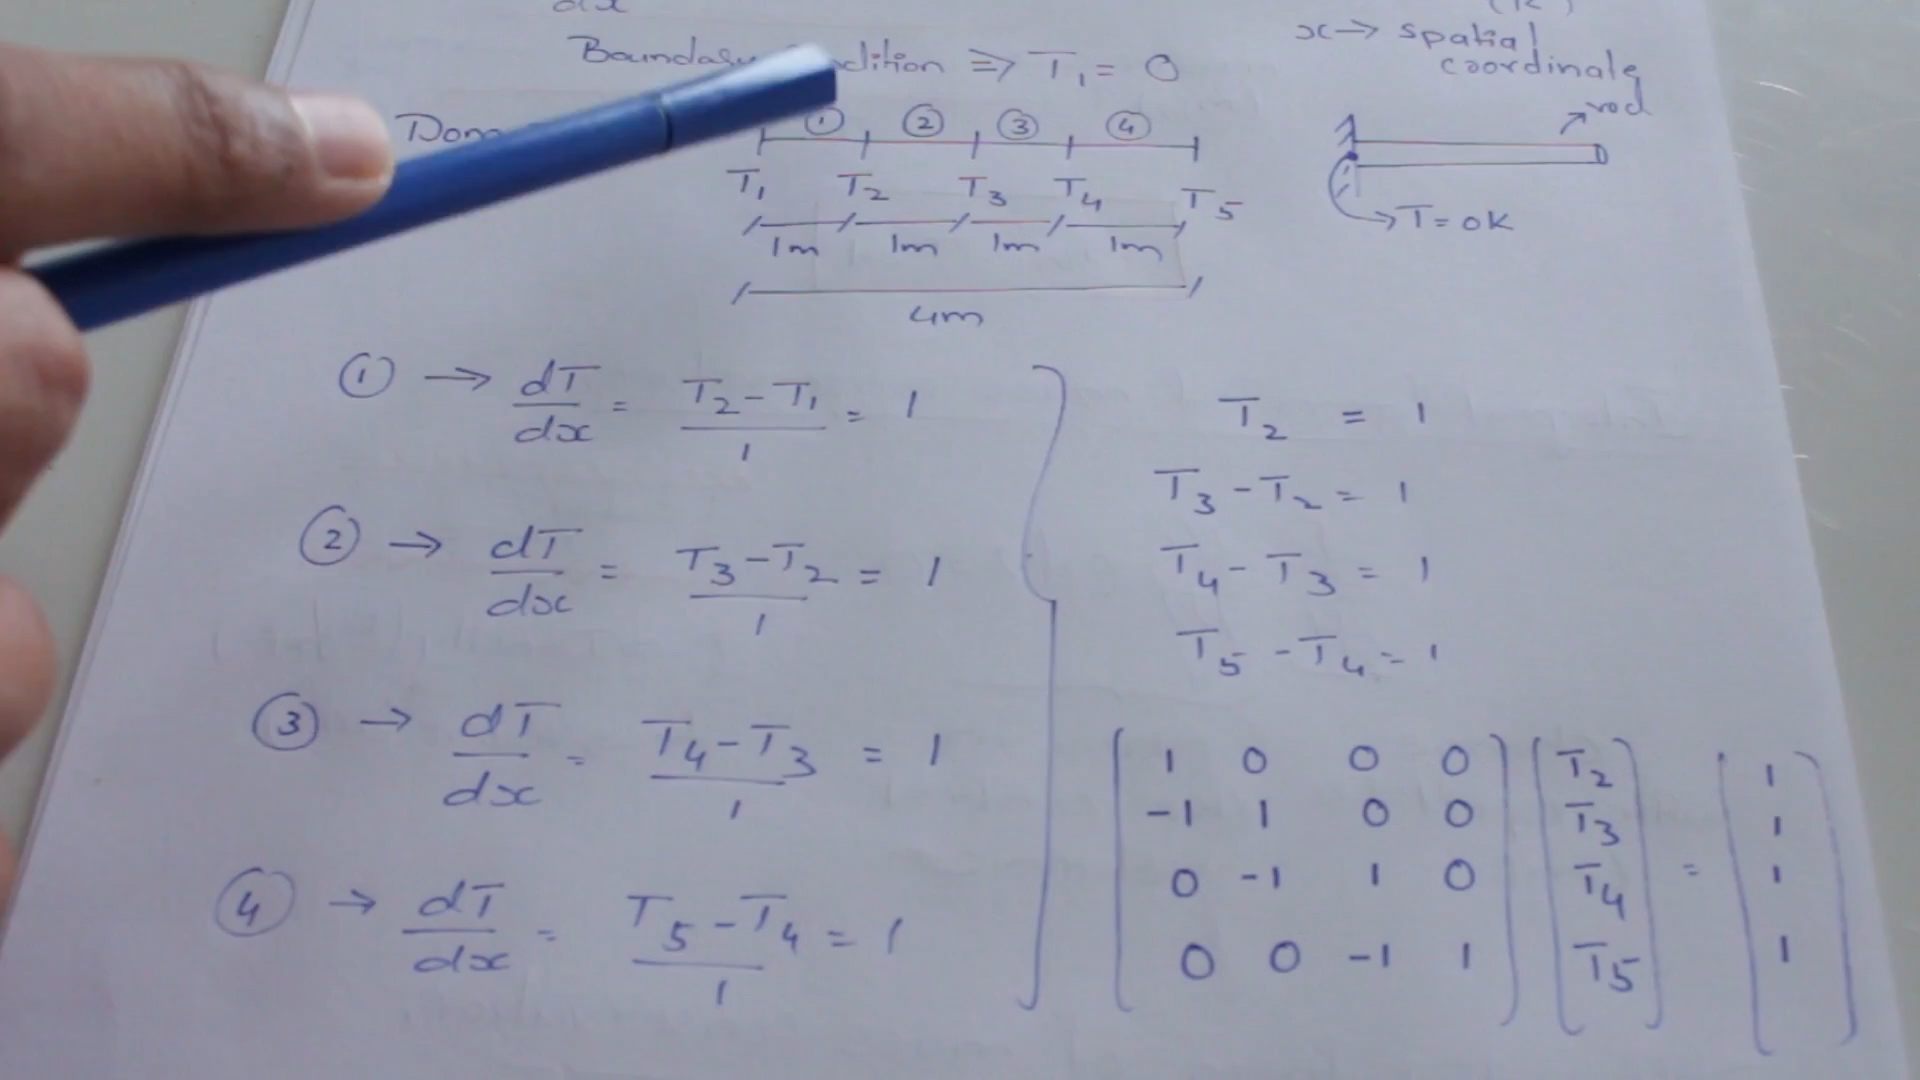 dx
(K)
x → spatial
coordinate
Boundary dition ⇒ T₁ = 0
rod
① ② ③ ④
T₁ T₂ T₃ T₄ T₅
1m 1m 1m 1m
4m
T = 0K
① → dT/dx = (T₂ - T₁)/1 = 1
② → dT/dx = (T₃ - T₂)/1 = 1
③ → dT/dx = (T₄ - T₃)/1 = 1
④ → dT/dx = (T₅ - T₄)/1 = 1
T₂ = 1
T₃ - T₂ = 1
T₄ - T₃ = 1
T₅ - T₄ = 1
1 0 0 0 T₂ 1
-1 1 0 0 T₃ 1
0 -1 1 0 T₄ = 1
0 0 -1 1 T₅ 1